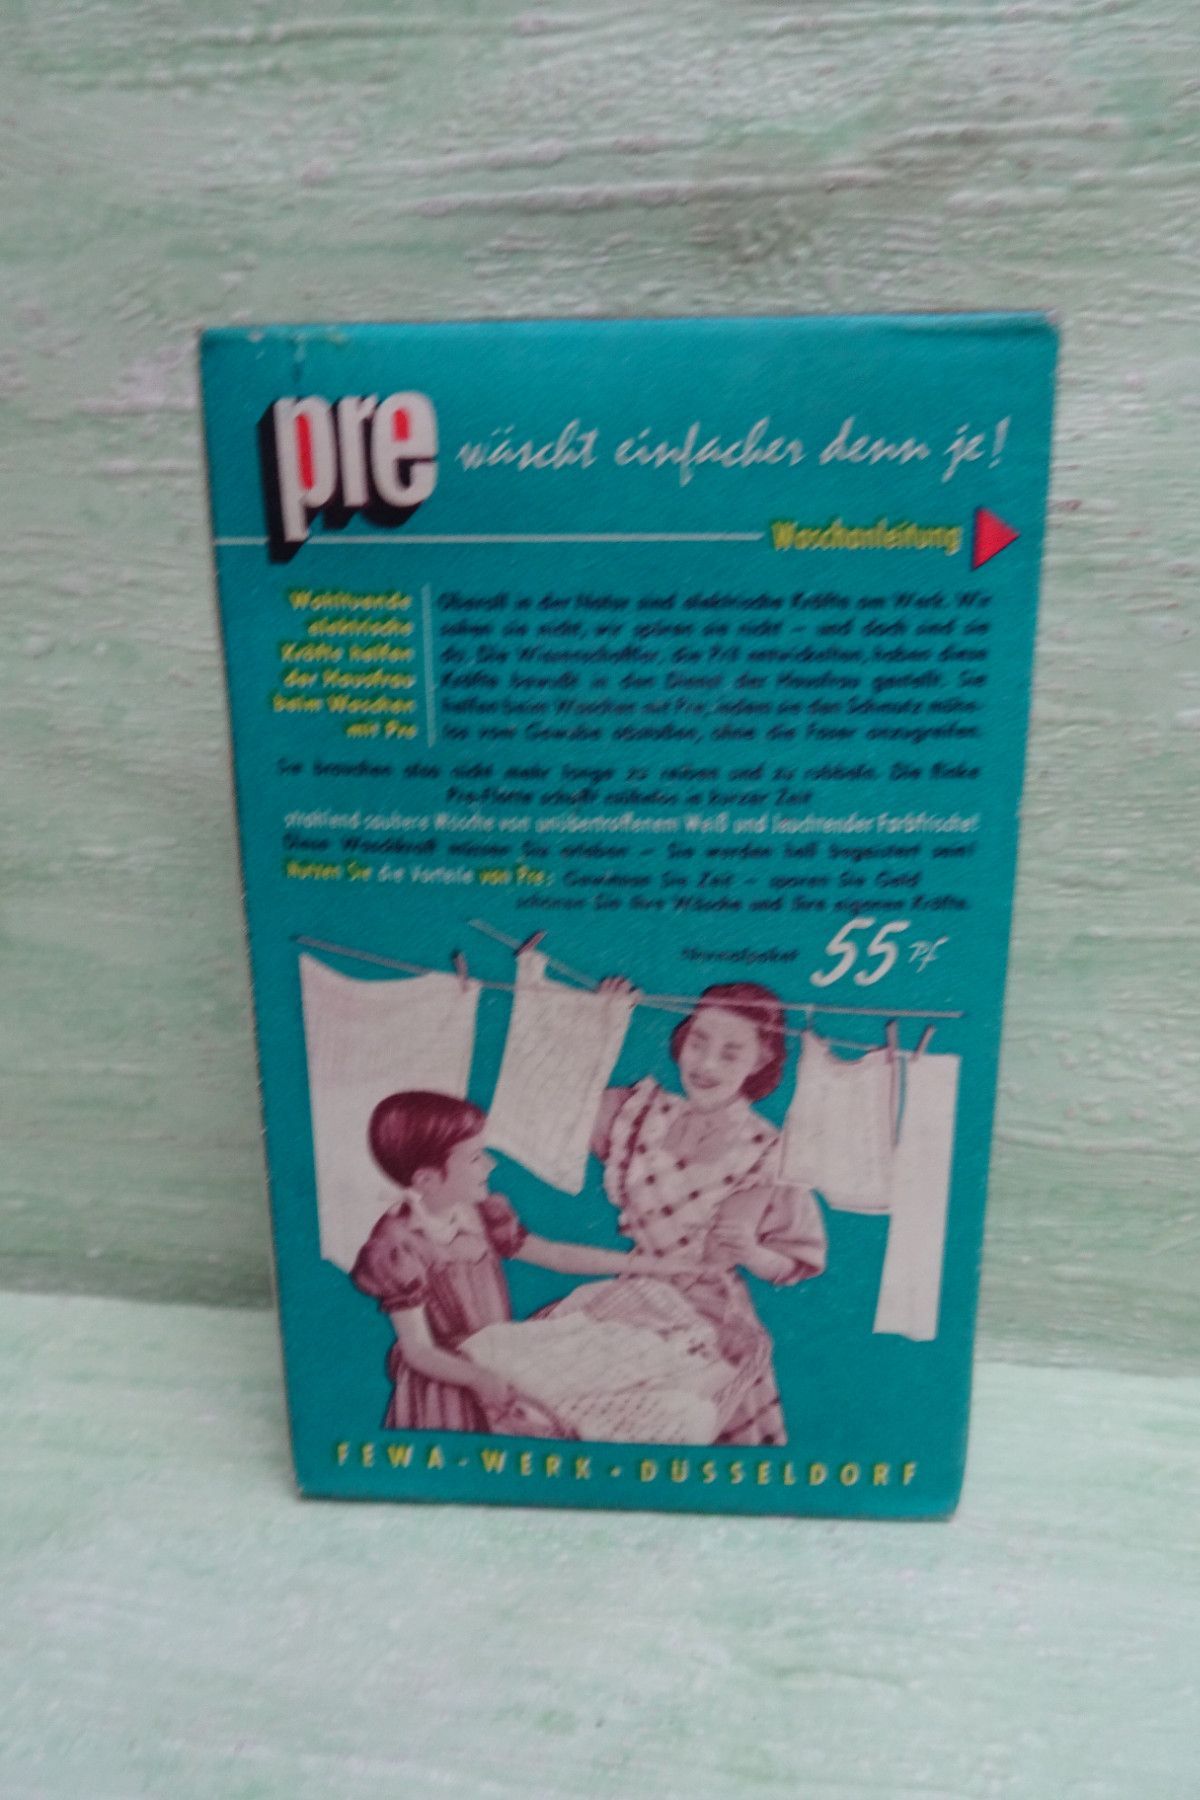 pre wäscht einfacher denn je!
Waschanleitung
Wohltuende
elektrische
Kräfte helfen
der Hausfrau
beim Waschen
mit Pre
Überall in der Natur sind elektrische Kräfte am Werk. Wir
sehen sie nicht, wir spüren sie nicht – und doch sind sie
da. Die Wissenschaftler, die Pré entwickelten, haben diese
Kräfte bewußt in den Dienst der Hausfrau gestellt. Sie
helfen beim Waschen mit Pre, indem sie den Schmutz mühe-
los vom Gewebe abstoßen, ohne die Faser anzugreifen.
Sie brauchen also nicht mehr lange zu reiben und zu rubbeln. Die flinke
Pre-Flotte schafft mühelos in kurzer Zeit
strahlend saubere Wäsche von unübertroffenem Weiß und leuchtender Farbfrische!
Diese Waschkraft müssen Sie erleben – Sie werden hell begeistert sein!
Nutzen Sie die Vorteile von Pre: Gewinnen Sie Zeit – sparen Sie Geld
schonen Sie Ihre Wäsche und Ihre eigenen Kräfte.
Normalpaket 55 Pf
FEWA-WERK · DÜSSELDORF